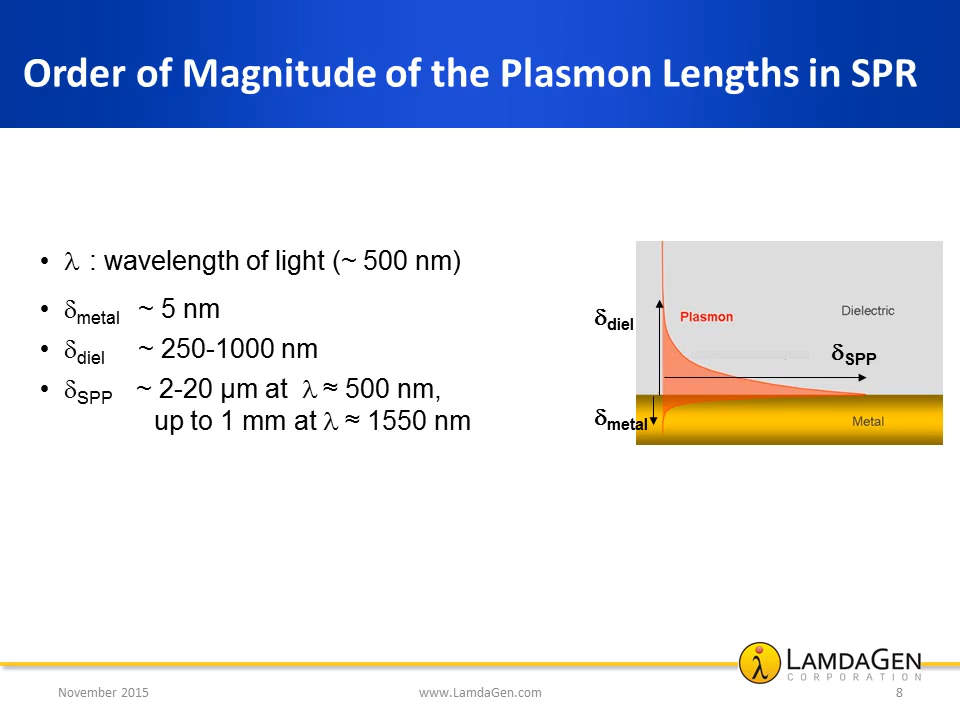 Order of Magnitude of the Plasmon Lengths in SPR
• λ : wavelength of light (~ 500 nm)
• δmetal ~ 5 nm
• δdiel ~ 250-1000 nm
• δSPP ~ 2-20 μm at λ ≈ 500 nm,
up to 1 mm at λ ≈ 1550 nm
Dielectric
δdiel
Plasmon
δSPP
δmetal
Metal
λ LAMDAGEN
CORPORATION
November 2015
www.LamdaGen.com
8